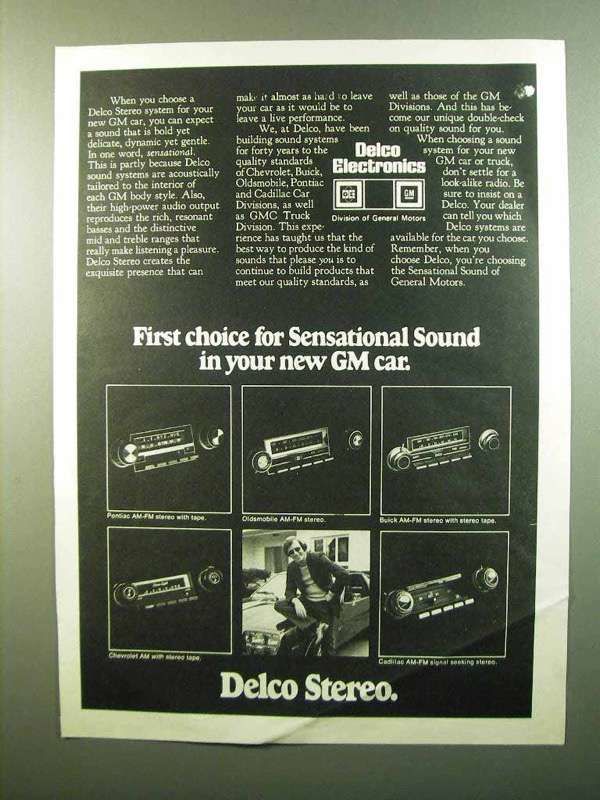 When you choose a
Delco Stereo system for your
new GM car, you can expect
a sound that is bold yet
delicate, dynamic yet gentle.
In one word, sensational.
This is partly because Delco
sound systems are acoustically
tailored to the interior of
each GM body style. Also,
their high-power audio output
reproduces the rich, resonant
basses and the distinctive
mid and treble ranges that
really make listening a pleasure.
Delco Stereo creates the
exquisite presence that can
make it almost as hard to leave
your car as it would be to
leave a live performance.
We, at Delco, have been
building sound systems
for forty years to the
quality standards
of Chevrolet, Buick,
Oldsmobile, Pontiac
and Cadillac Car
Divisions, as well
as GMC Truck
Division. This expe-
rience has taught us that the
best way to produce the kind of
sounds that please you is to
continue to build products that
meet our quality standards, as
Delco
Electronics
GM
Division of General Motors
well as those of the GM
Divisions. And this has be-
come our unique double-check
on quality sound for you.
When choosing a sound
system for your new
GM car or truck,
don't settle for a
look-alike radio. Be
sure to insist on a
Delco. Your dealer
can tell you which
Delco systems are
available for the car you choose.
Remember, when you
choose Delco, you're choosing
the Sensational Sound of
General Motors.
First choice for Sensational Sound
in your new GM car.
Pontiac AM-FM stereo with tape.
Oldsmobile AM-FM stereo.
Buick AM-FM stereo with stereo tape.
Chevrolet AM with stereo tape.
Cadillac AM-FM signal seeking stereo.
Delco Stereo.